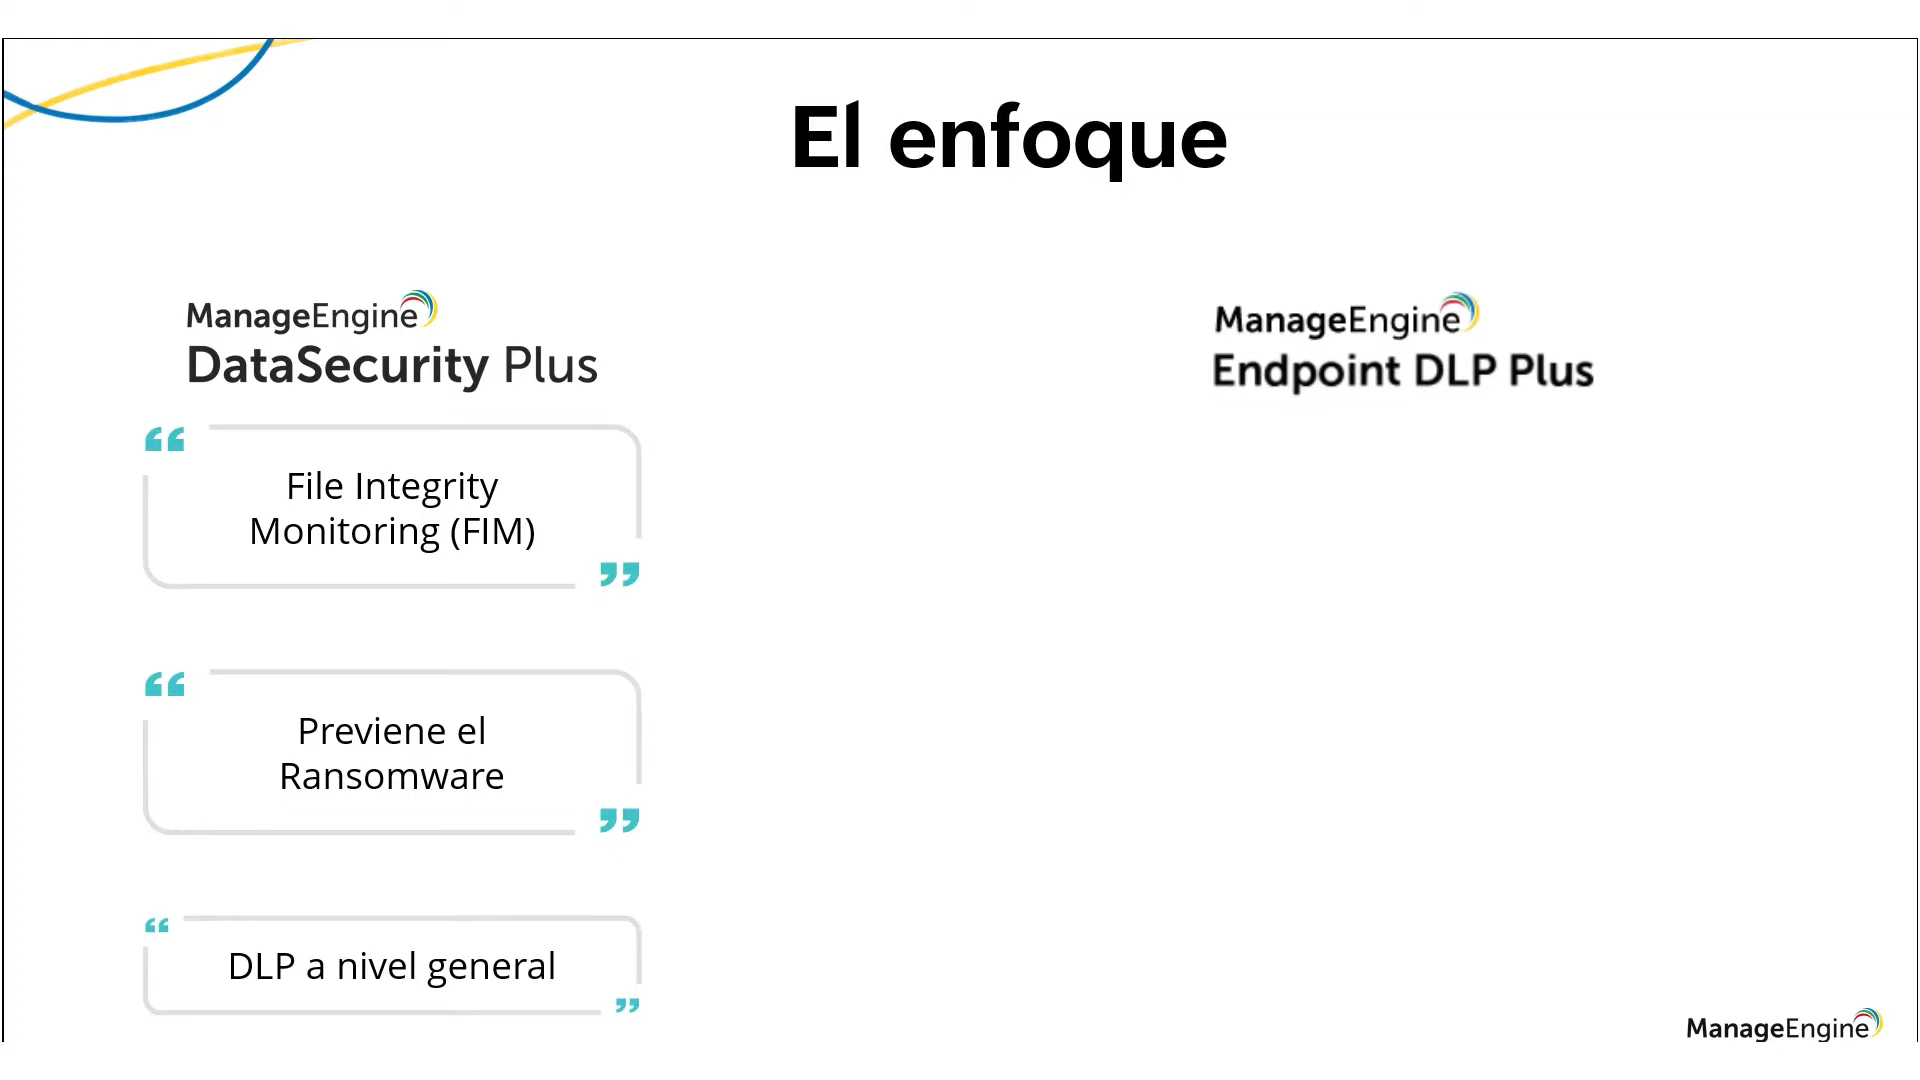 El enfoque
ManageEngine
DataSecurity Plus
“
File Integrity
Monitoring (FIM)
”
“
Previene el
Ransomware
”
“
DLP a nivel general
”
ManageEngine
Endpoint DLP Plus
ManageEngine